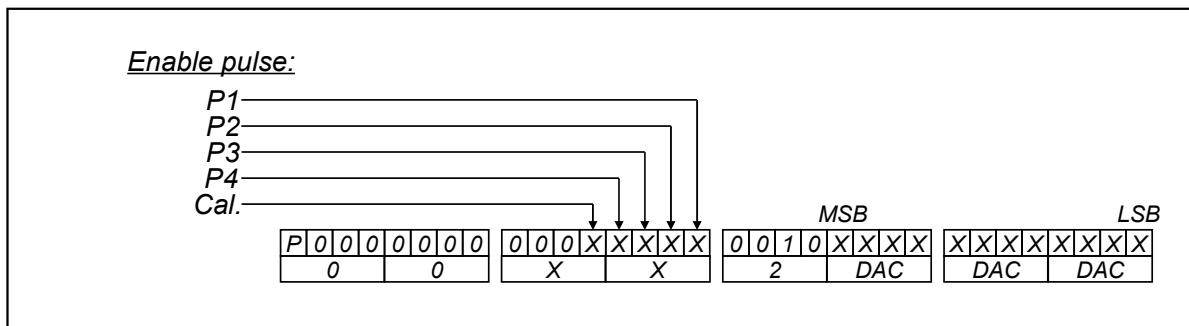 Enable pulse:
P1
P2
P3
P4
Cal.
MSB LSB
P 0 0 0 0 0 0 0 0 0 0 X X X X X 0 0 1 0 X X X X X X X X X X X X
0 0 X X 2 DAC DAC DAC